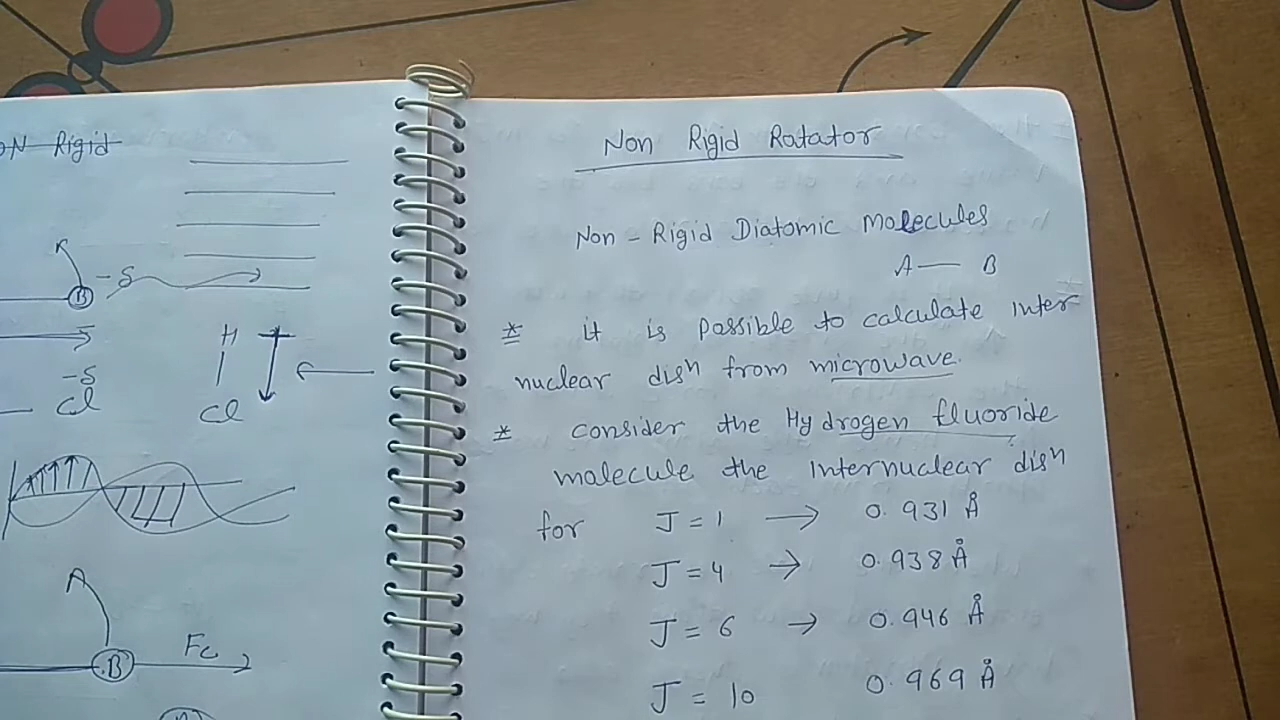 ON Rigid
K
B -δ
H
-δ
Cl
Cl
A
B Fc
Non Rigid Rotator
Non - Rigid Diatomic Molecules
A — B
* it is possible to calculate inter
nuclear disn from microwave.
* consider the Hydrogen fluoride
molecule the internuclear disn
for J = 1 → 0.931 Å
J = 4 → 0.938 Å
J = 6 → 0.946 Å
J = 10 0.969 Å